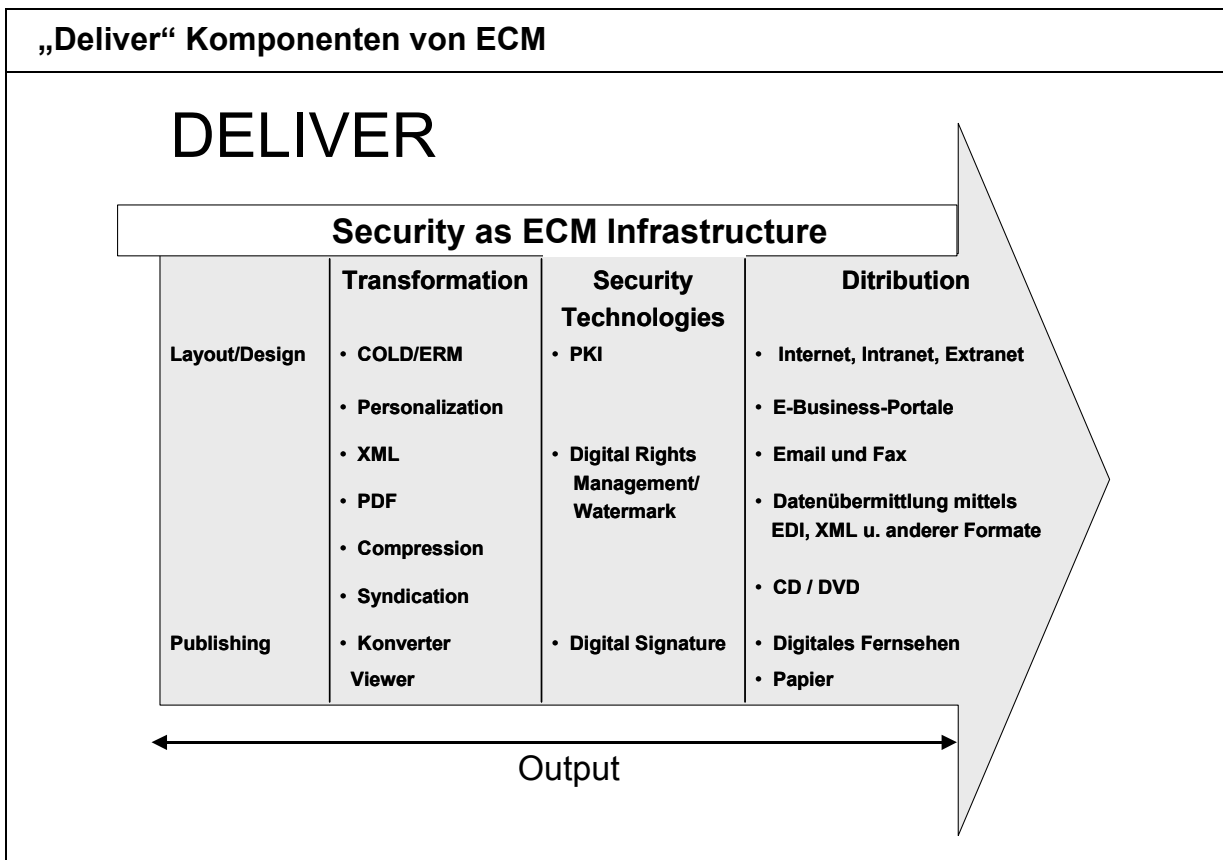 „Deliver“ Komponenten von ECM
DELIVER
Security as ECM Infrastructure
Layout/Design
Publishing
Transformation
• COLD/ERM
• Personalization
• XML
• PDF
• Compression
• Syndication
• Konverter
Viewer
Security
Technologies
• PKI
• Digital Rights
Management/
Watermark
• Digital Signature
Ditribution
• Internet, Intranet, Extranet
• E-Business-Portale
• Email und Fax
• Datenübermittlung mittels
EDI, XML u. anderer Formate
• CD / DVD
• Digitales Fernsehen
• Papier
Output